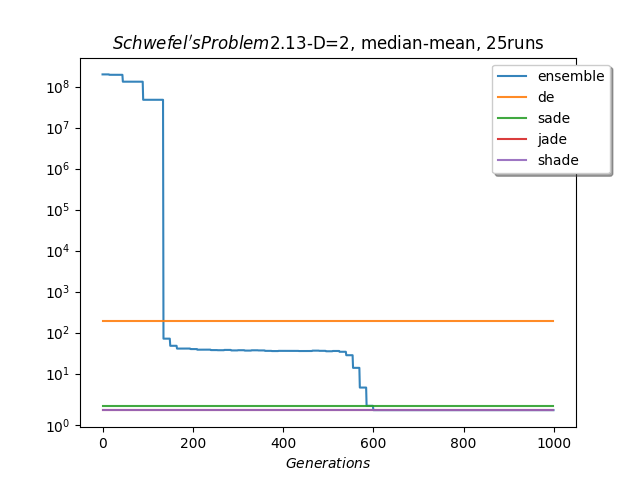 Schwefel'sProblem2.13-D=2, median-mean, 25runs
ensemble
de
sade
jade
shade
10^8
10^7
10^6
10^5
10^4
10^3
10^2
10^1
10^0
0 200 400 600 800 1000
Generations